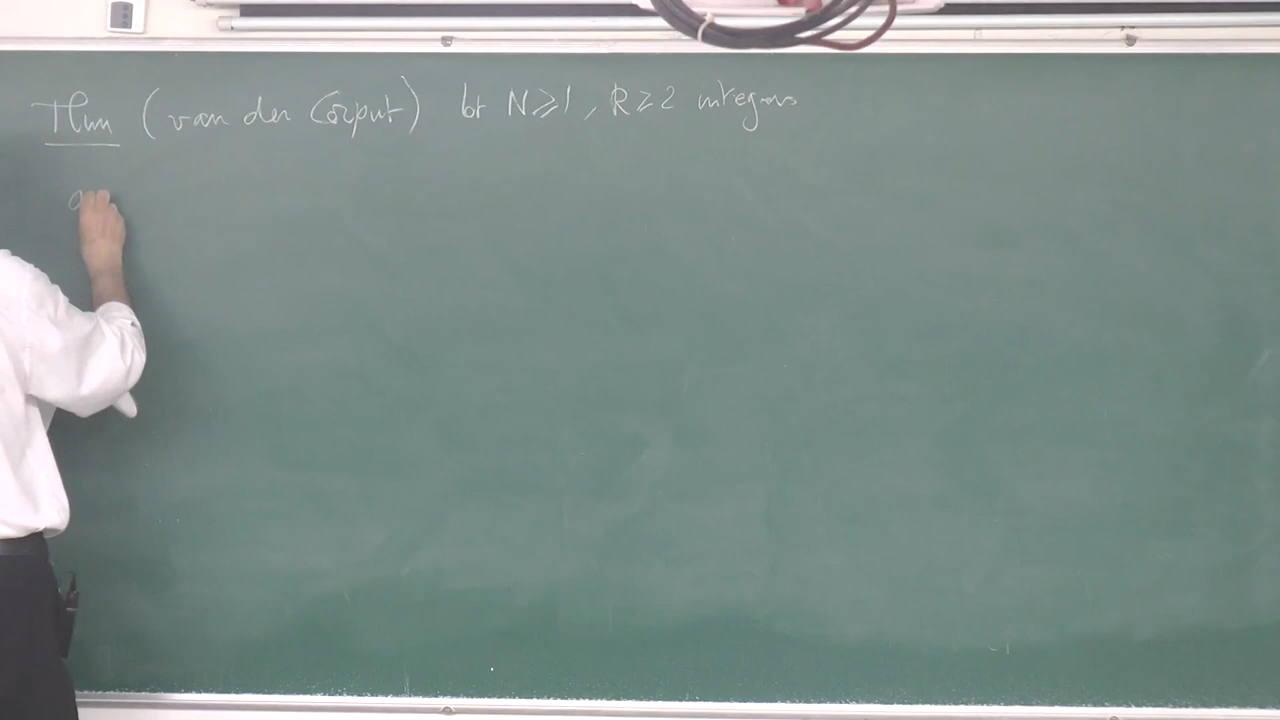 Thm (van der Corput) let N ⩾ 1, R ⩾ 2 integers
a